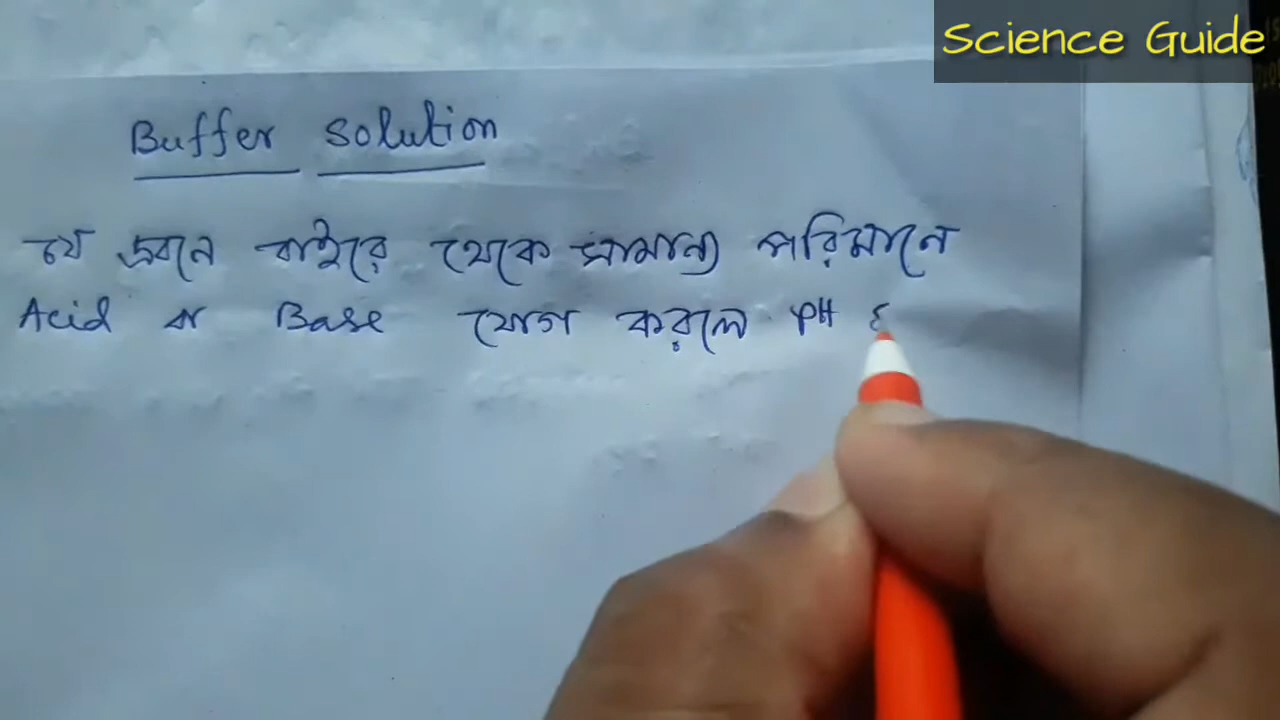 Science Guide
Buffer solution
যে দ্রবনে বাইরে থেকে সামান্য পরিমানে
Acid বা Base যোগ করলে PH